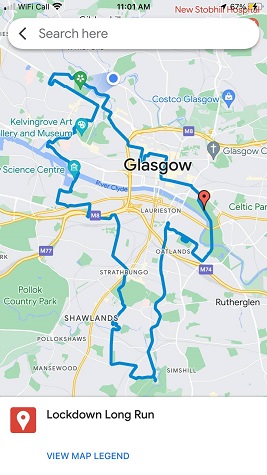 WiFi Call
11:01 AM
67%
New Stobhill Hospital
Search here
Costco Glasgow
Kelvingrove Art
llery and Museum
M8
Glasgow
Glasgow C
Science Centre
River Clyde
Celtic P
LAURIESTON
M8
M77
OATLANDS
M74
STRATHBUNGO
Pollok
Country Park
Rutherglen
SHAWLANDS
POLLOKSHAWS
MANSEWOOD
SIMSHILL
Lockdown Long Run
VIEW MAP LEGEND